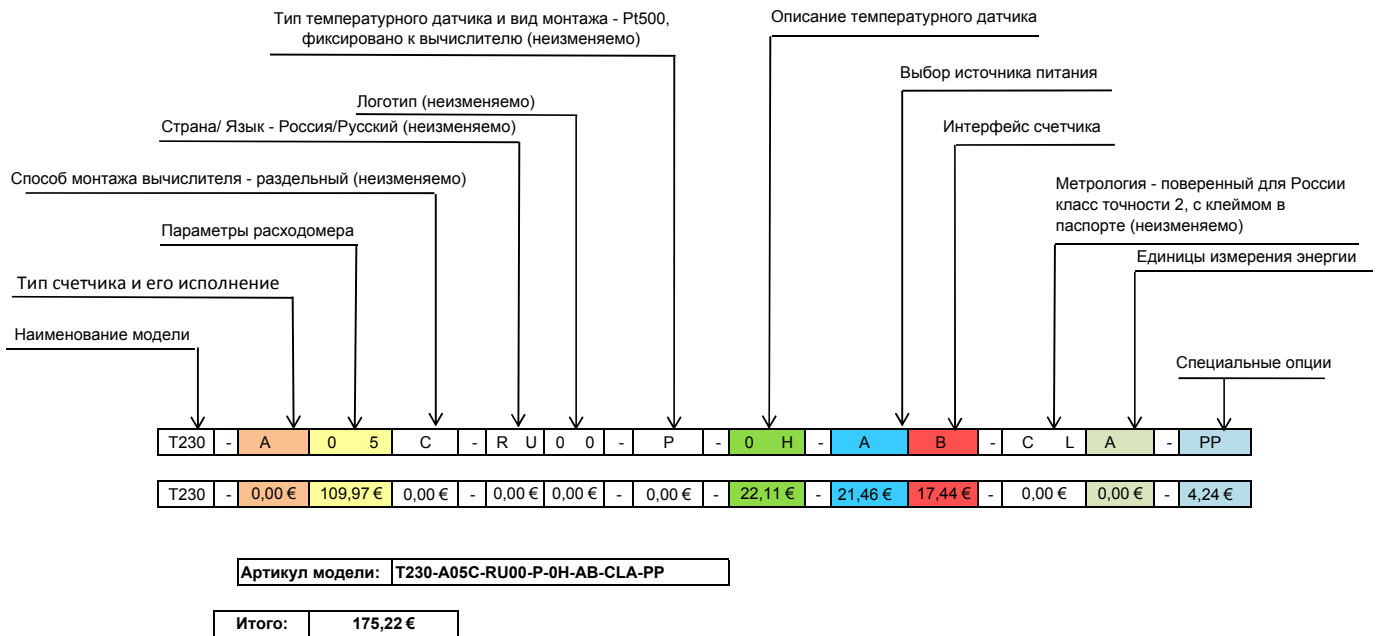 Тип температурного датчика и вид монтажа - Pt500,
фиксировано к вычислителю (неизменяемо)
Описание температурного датчика
Выбор источника питания
Логотип (неизменяемо)
Страна/ Язык - Россия/Русский (неизменяемо)
Интерфейс счетчика
Способ монтажа вычислителя - раздельный (неизменяемо)
Метрология - поверенный для России
класс точности 2, с клеймом в
паспорте (неизменяемо)
Параметры расходомера
Единицы измерения энергии
Тип счетчика и его исполнение
Наименование модели
Специальные опции
T230 - A 0 5 C - R U 0 0 - P - 0 H - A B - C L A - PP
T230 - 0,00 € 109,97 € 0,00 € - 0,00 € 0,00 € - 0,00 € - 22,11 € - 21,46 € 17,44 € - 0,00 € 0,00 € - 4,24 €
Артикул модели: T230-A05C-RU00-P-0H-AB-CLA-PP
Итого: 175,22 €